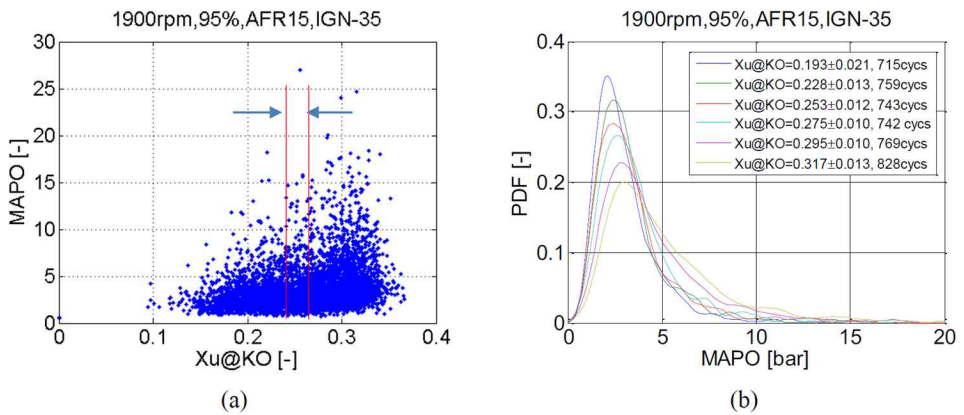 1900rpm,95%,AFR15,IGN-35
30
25
20
15
10
5
0
MAPO [-]
0
0.1
0.2
0.3
0.4
Xu@KO [-]
(a)
1900rpm,95%,AFR15,IGN-35
0.4
0.3
0.2
0.1
0
PDF [-]
Xu@KO=0.193±0.021, 715cycs
Xu@KO=0.228±0.013, 759cycs
Xu@KO=0.253±0.012, 743cycs
Xu@KO=0.275±0.010, 742 cycs
Xu@KO=0.295±0.010, 769cycs
Xu@KO=0.317±0.013, 828cycs
0
5
10
15
20
MAPO [bar]
(b)